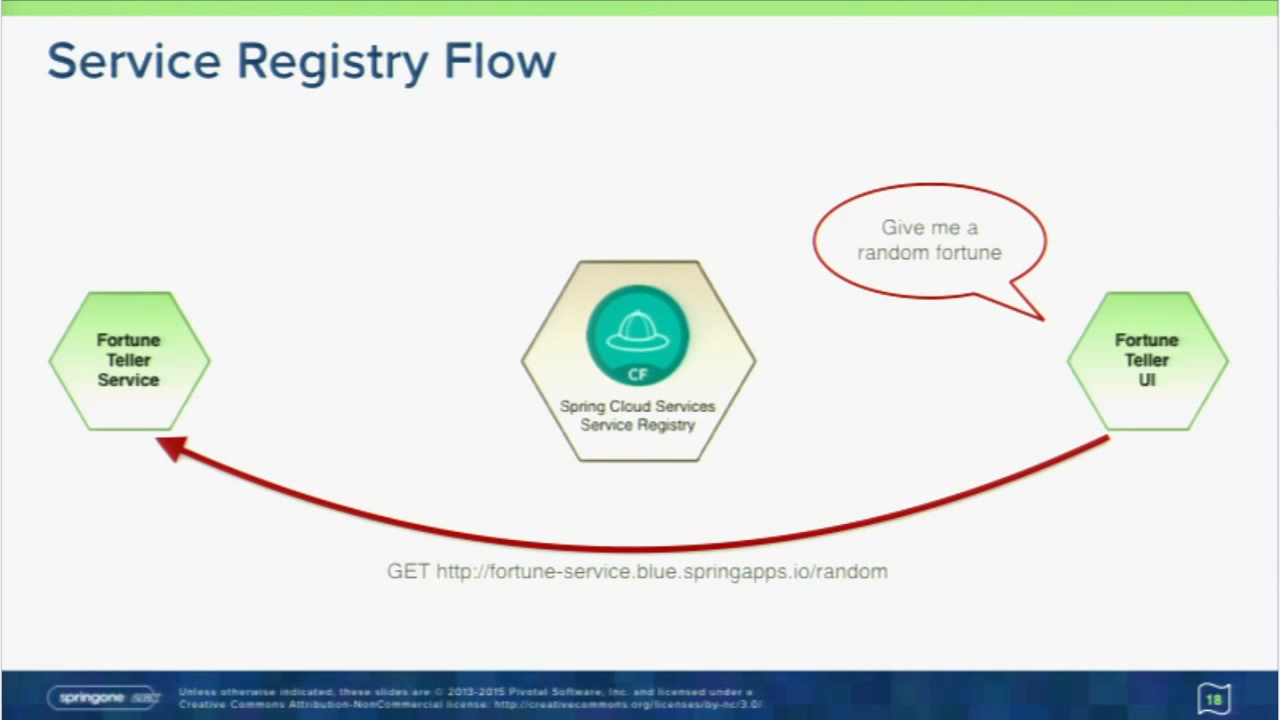 Service Registry Flow
Give me a
random fortune
Fortune
Teller
Service
CF
Spring Cloud Services
Service Registry
Fortune
Teller
UI
GET http://fortune-service.blue.springapps.io/random
springone
Unless otherwise indicated, these slides are © 2013-2015 Pivotal Software, Inc. and licensed under a
Creative Commons Attribution-NonCommercial license: http://creativecommons.org/licenses/by-nc/3.0/
18